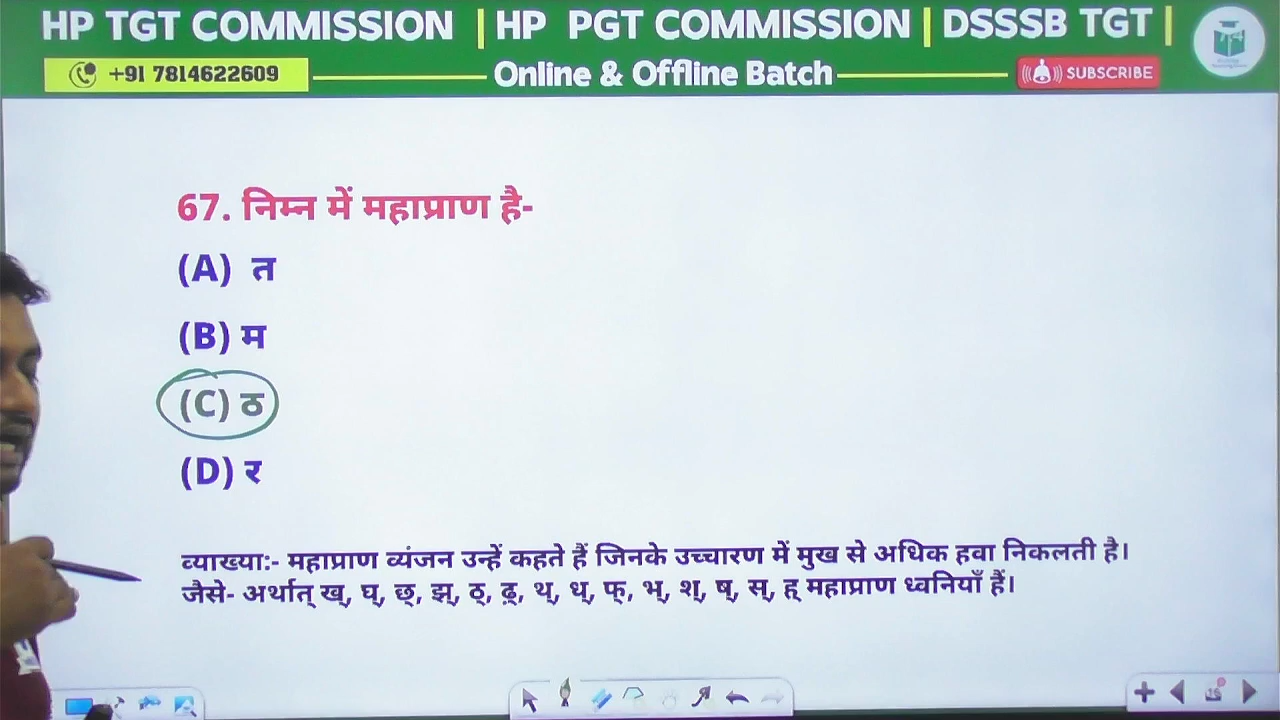 HP TGT COMMISSION | HP PGT COMMISSION | DSSSB TGT |
+91 7814622609
Online & Offline Batch
SUBSCRIBE
67. निम्न में महाप्राण है-
(A) त
(B) म
(C) ठ
(D) र
व्याख्या:- महाप्राण व्यंजन उन्हें कहते हैं जिनके उच्चारण में मुख से अधिक हवा निकलती है।
जैसे- अर्थात् ख्, घ्, छ्, झ्, ठ्, ढ़्, थ्, ध्, फ्, भ्, श्, ष्, स्, ह् महाप्राण ध्वनियाँ हैं।